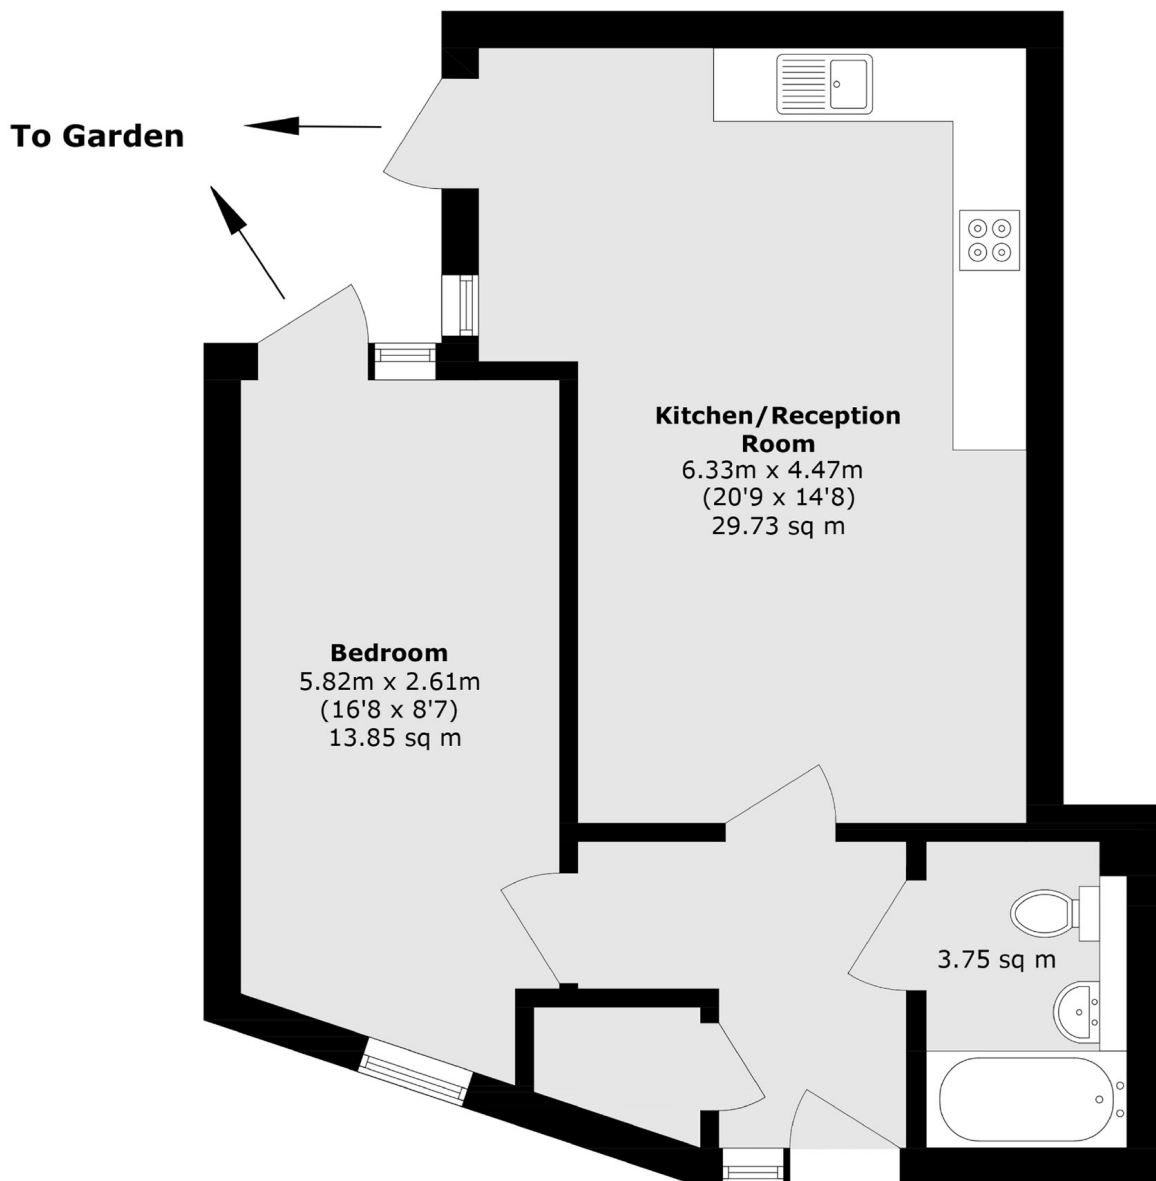 To Garden
Kitchen/Reception
Room
6.33m x 4.47m
(20'9 x 14'8)
29.73 sq m
Bedroom
5.82m x 2.61m
(16'8 x 8'7)
13.85 sq m
3.75 sq m